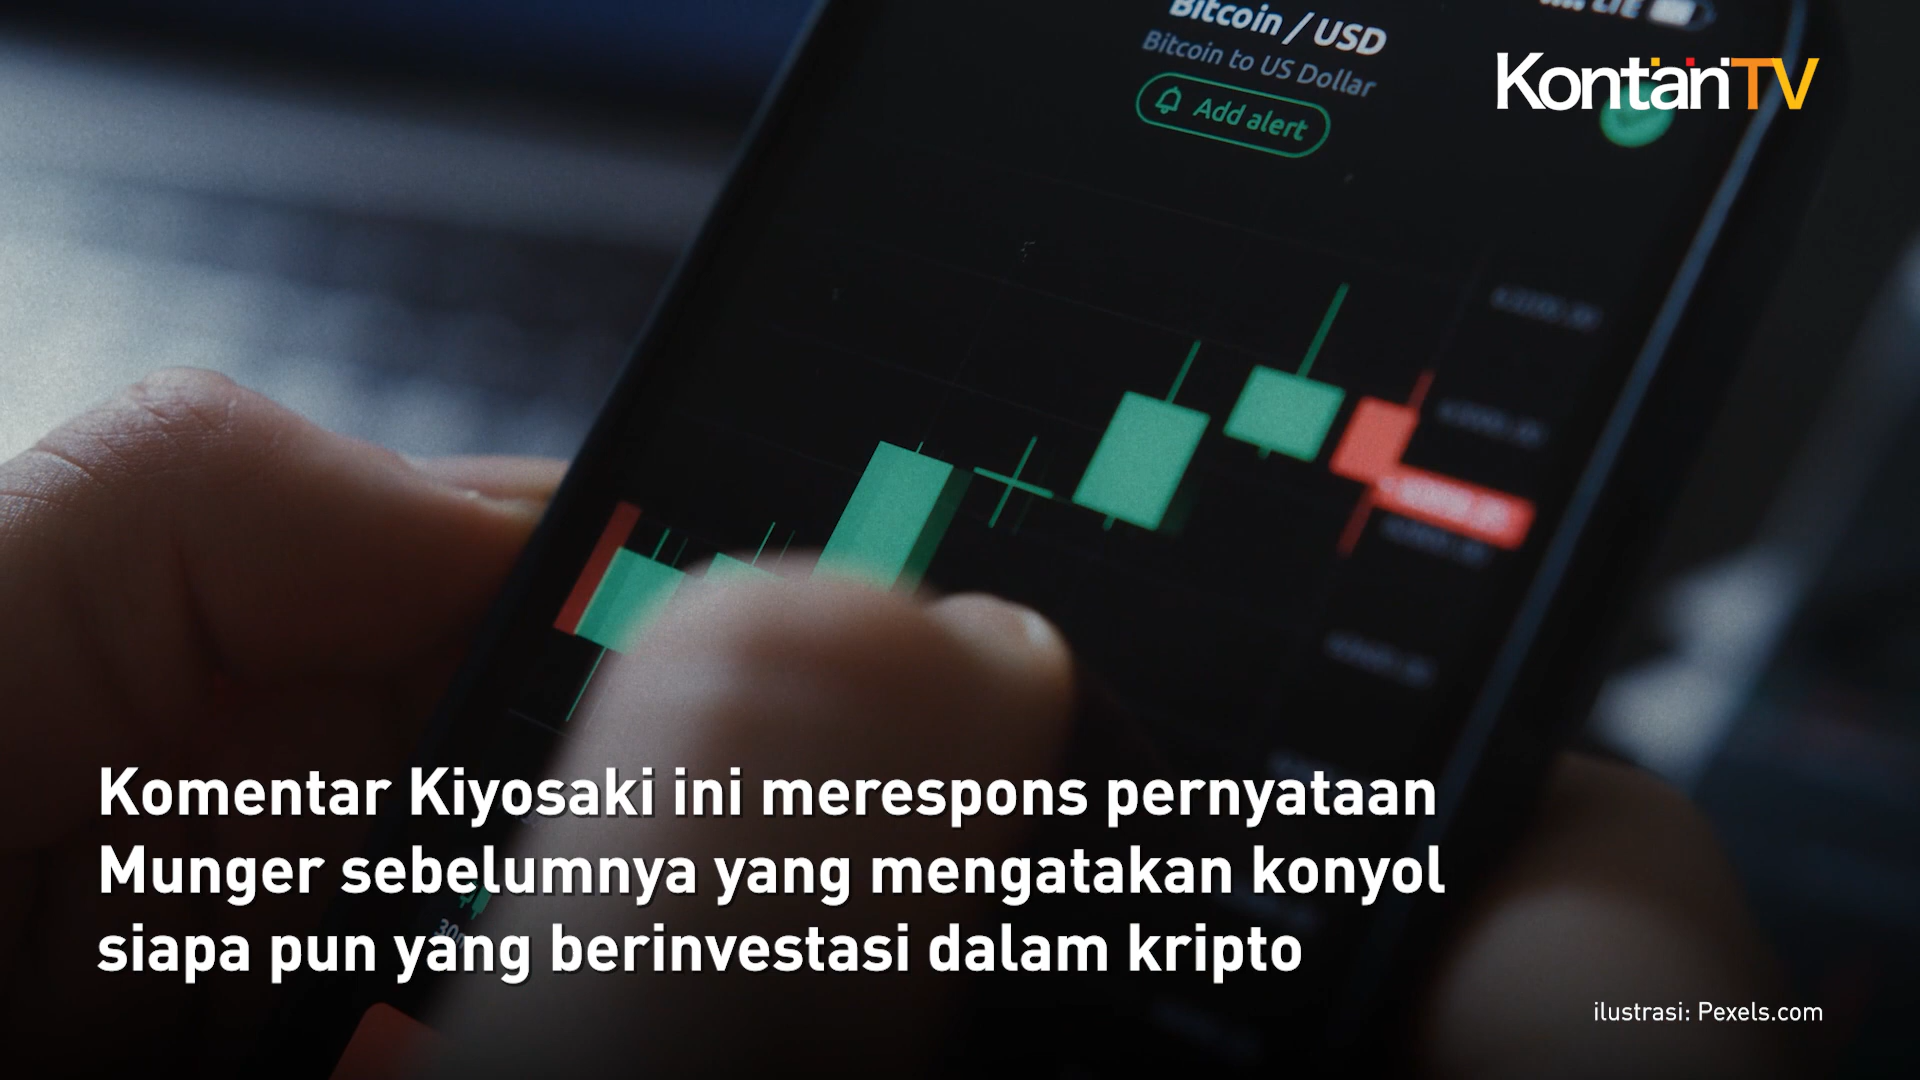 Bitcoin / USD
Bitcoin to US Dollar
Add alert
LTE
KontanTV
Komentar Kiyosaki ini merespons pernyataan
Munger sebelumnya yang mengatakan konyol
siapa pun yang berinvestasi dalam kripto
ilustrasi: Pexels.com